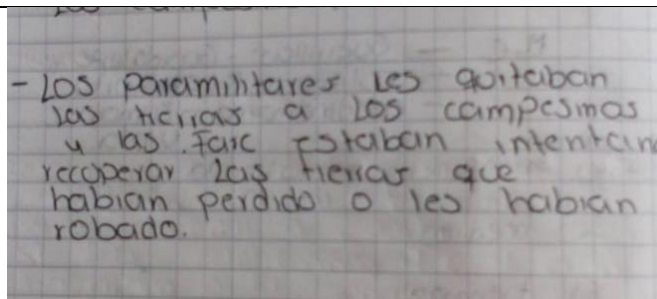 - Los paramilitares les quitaban
las tierras a los campesinos
y las Farc Estaban intentan
recuperar las tierras que
habian perdido o les habian
robado.